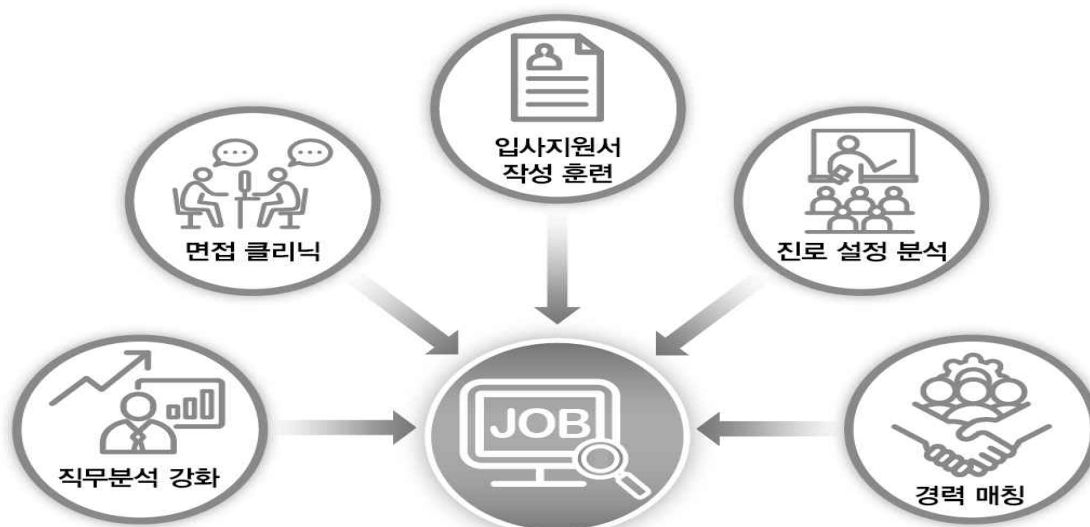 입사지원서
작성 훈련
면접 클리닉
진로 설정 분석
직무분석 강화
JOB
경력 매칭